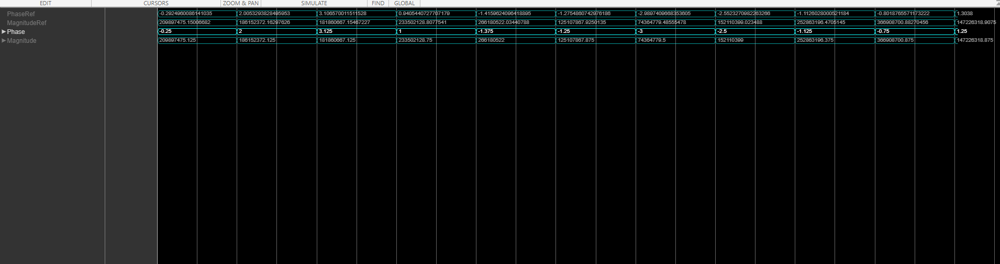 EDIT CURSORS ZOOM & PAN SIMULATE FIND GLOBAL
PhaseRef -0.2924960086141035 2.0053293828495953 3.106570011511528 0.9405440727707179 -1.4159624096418895 -1.2754860742976186 -2.9897409668353605 -2.5523270982263266 -1.1126028000521184 -0.8018765571173222 1.3038
MagnitudeRef 209897475.15006682 186152372.16297626 181860667.15467227 233502128.8077541 266180522.03440788 125107867.9250135 74364779.48555478 152110399.023488 252863196.4705145 366908700.88270456 147226318.9075
Phase -0.25 2 3.125 1 -1.375 -1.25 -3 -2.5 -1.125 -0.75 1.25
Magnitude 209897475.125 186152372.125 181860667.125 233502128.75 266180522 125107867.875 74364779.5 152110399 252863196.375 366908700.875 147226318.875